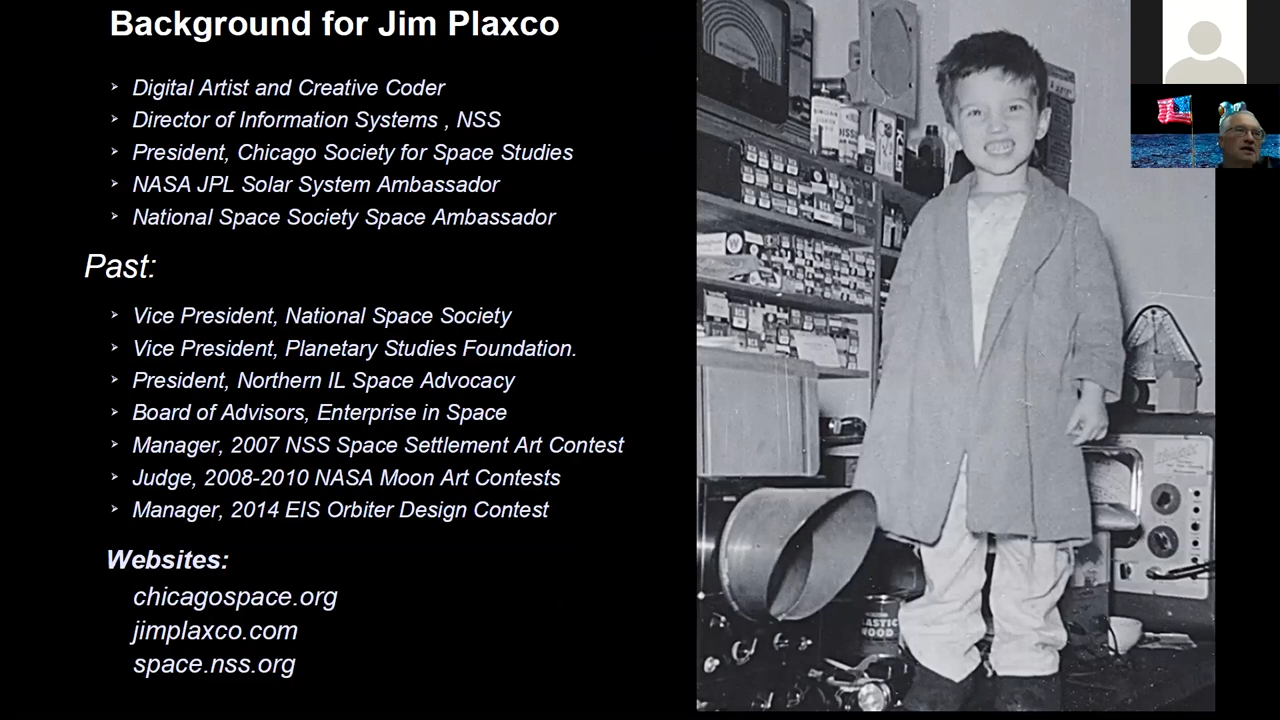 Background for Jim Plaxco
Digital Artist and Creative Coder
Director of Information Systems , NSS
President, Chicago Society for Space Studies
NASA JPL Solar System Ambassador
National Space Society Space Ambassador
Past:
Vice President, National Space Society
Vice President, Planetary Studies Foundation.
President, Northern IL Space Advocacy
Board of Advisors, Enterprise in Space
Manager, 2007 NSS Space Settlement Art Contest
Judge, 2008-2010 NASA Moon Art Contests
Manager, 2014 EIS Orbiter Design Contest
Websites:
chicagospace.org
jimplaxco.com
space.nss.org
WOOD